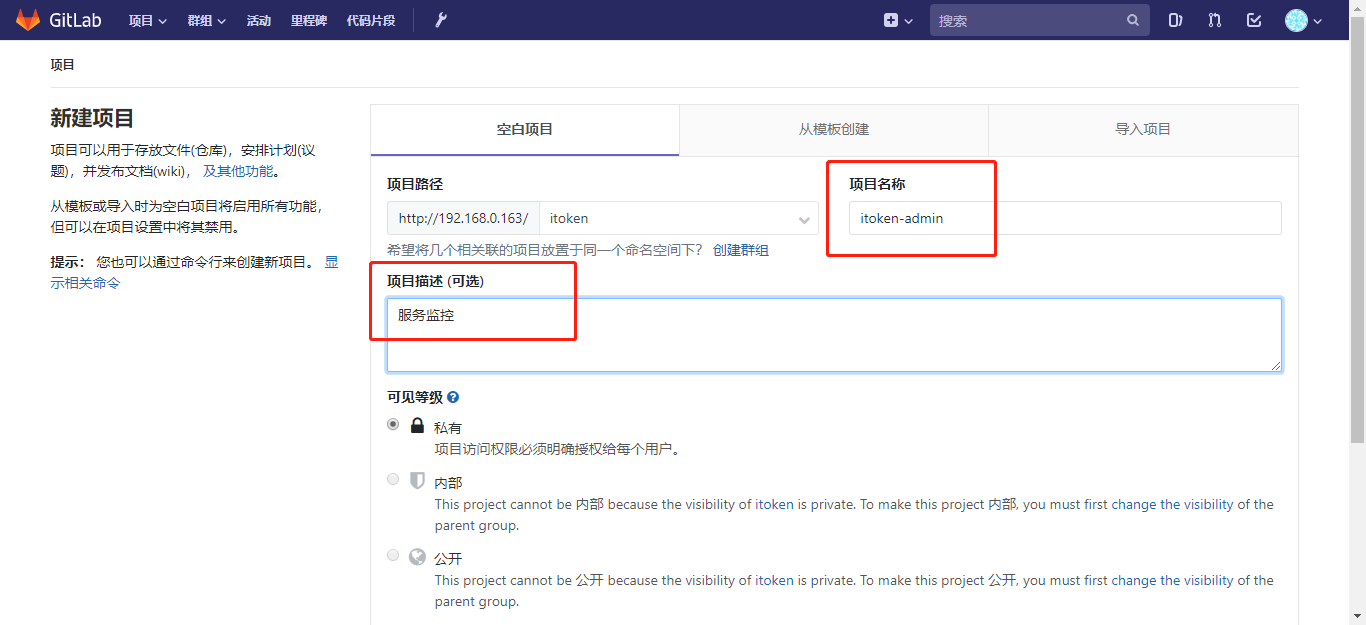 GitLab 项目 群组 活动 里程碑 代码片段 搜索
项目
新建项目
项目可以用于存放文件(仓库)，安排计划(议
题)，并发布文档(wiki)， 及其他功能。
从模板或导入时为空白项目将启用所有功能，
但可以在项目设置中将其禁用。
提示： 您也可以通过命令行来创建新项目。 显
示相关命令
空白项目 从模板创建 导入项目
项目路径 项目名称
http://192.168.0.163/ itoken itoken-admin
希望将几个相关联的项目放置于同一个命名空间下？ 创建群组
项目描述 (可选)
服务监控
可见等级
私有
项目访问权限必须明确授权给每个用户。
内部
This project cannot be 内部 because the visibility of itoken is private. To make this project 内部, you must first change the visibility of the
parent group.
公开
This project cannot be 公开 because the visibility of itoken is private. To make this project 公开, you must first change the visibility of the
parent group.